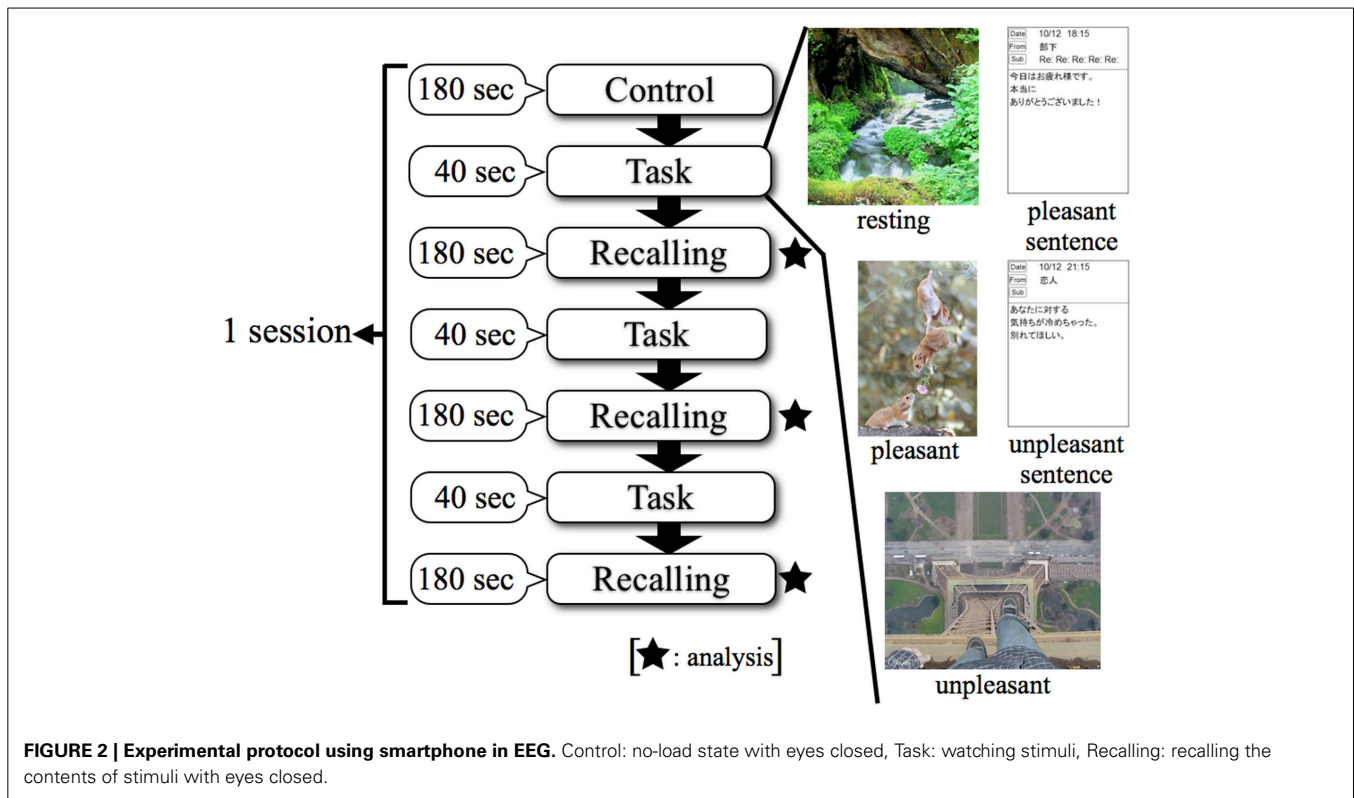 180 sec
Control
40 sec
Task
180 sec
Recalling
40 sec
Task
180 sec
Recalling
40 sec
Task
180 sec
Recalling
1 session
[★: analysis]
resting
Date 10/12 18:15
From 部下
Sub Re: Re: Re: Re: Re:
今日はお疲れ様です。
本当に
ありがとうございました！
pleasant
sentence
pleasant
Date 10/12 21:15
From 恋人
Sub
あなたに対する
気持ちが冷めちゃった。
別れてほしい。
unpleasant
sentence
unpleasant
FIGURE 2 | Experimental protocol using smartphone in EEG. Control: no-load state with eyes closed, Task: watching stimuli, Recalling: recalling the
contents of stimuli with eyes closed.